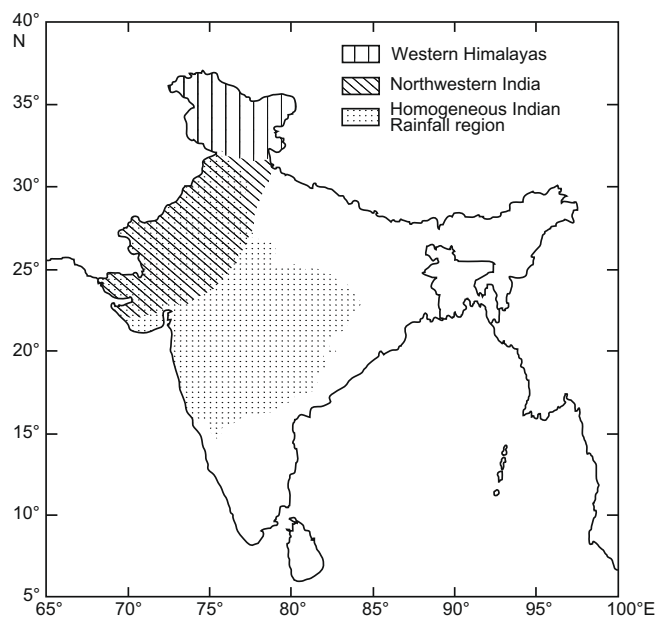 40°
N
35°
30°
25°
20°
15°
10°
5°
Western Himalayas
Northwestern India
Homogeneous Indian
Rainfall region
65° 70° 75° 80° 85° 90° 95° 100°E